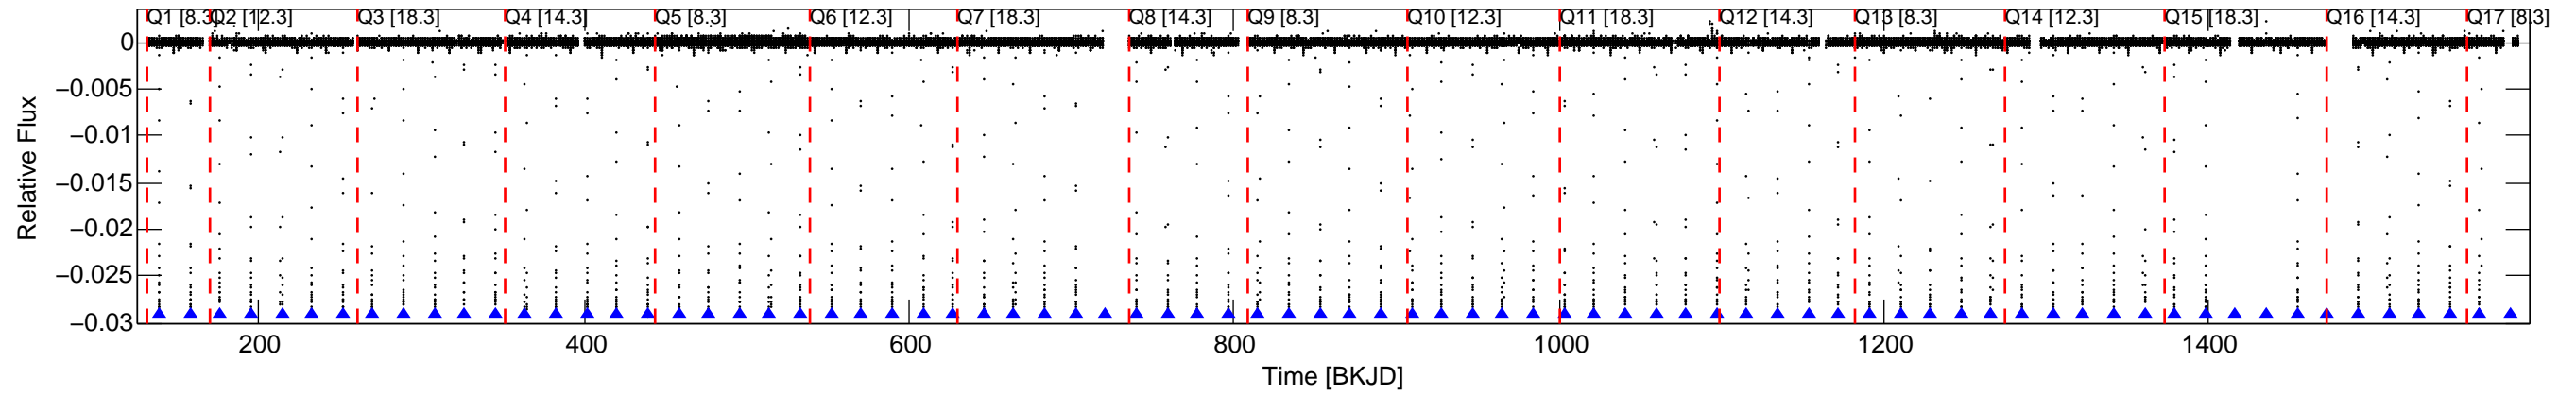 Q1 [8.3] Q2 [12.3] Q3 [18.3] Q4 [14.3] Q5 [8.3] Q6 [12.3] Q7 [18.3] Q8 [14.3] Q9 [8.3] Q10 [12.3] Q11 [18.3] Q12 [14.3] Q13 [8.3] Q14 [12.3] Q15 [18.3] Q16 [14.3] Q17 [8.3]
0
−0.005
−0.01
−0.015
−0.02
−0.025
−0.03
Relative Flux
200 400 600 800 1000 1200 1400
Time [BKJD]